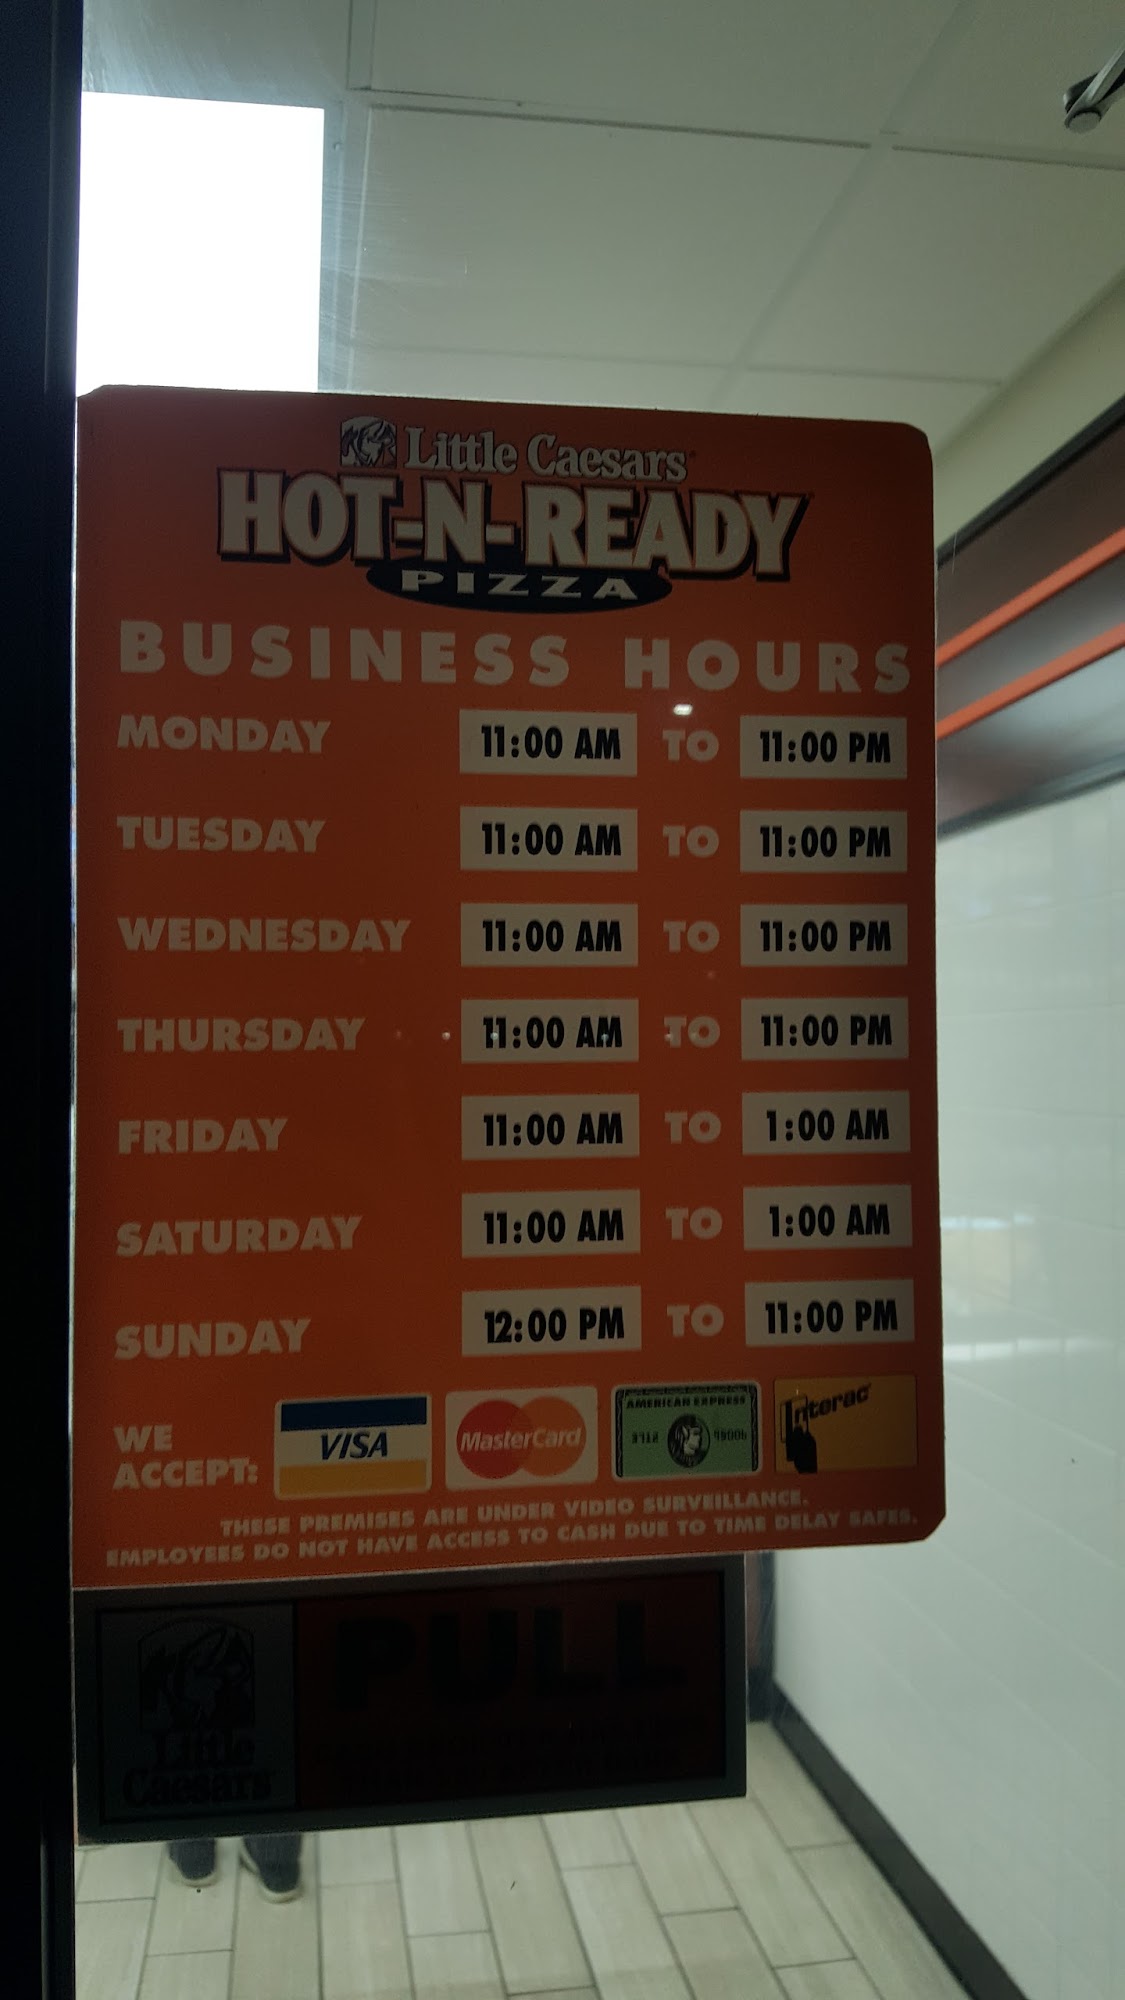 Little Caesars
HOT-N-READY
PIZZA
BUSINESS HOURS
MONDAY 11:00 AM TO 11:00 PM
TUESDAY 11:00 AM TO 11:00 PM
WEDNESDAY 11:00 AM TO 11:00 PM
THURSDAY 11:00 AM TO 11:00 PM
FRIDAY 11:00 AM TO 1:00 AM
SATURDAY 11:00 AM TO 1:00 AM
SUNDAY 12:00 PM TO 11:00 PM
WE
ACCEPT:
VISA
MasterCard
AMERICAN EXPRESS
3712
Interac
THESE PREMISES ARE UNDER VIDEO SURVEILLANCE.
EMPLOYEES DO NOT HAVE ACCESS TO CASH DUE TO TIME DELAY SAFES.
PULL
Little
Caesars